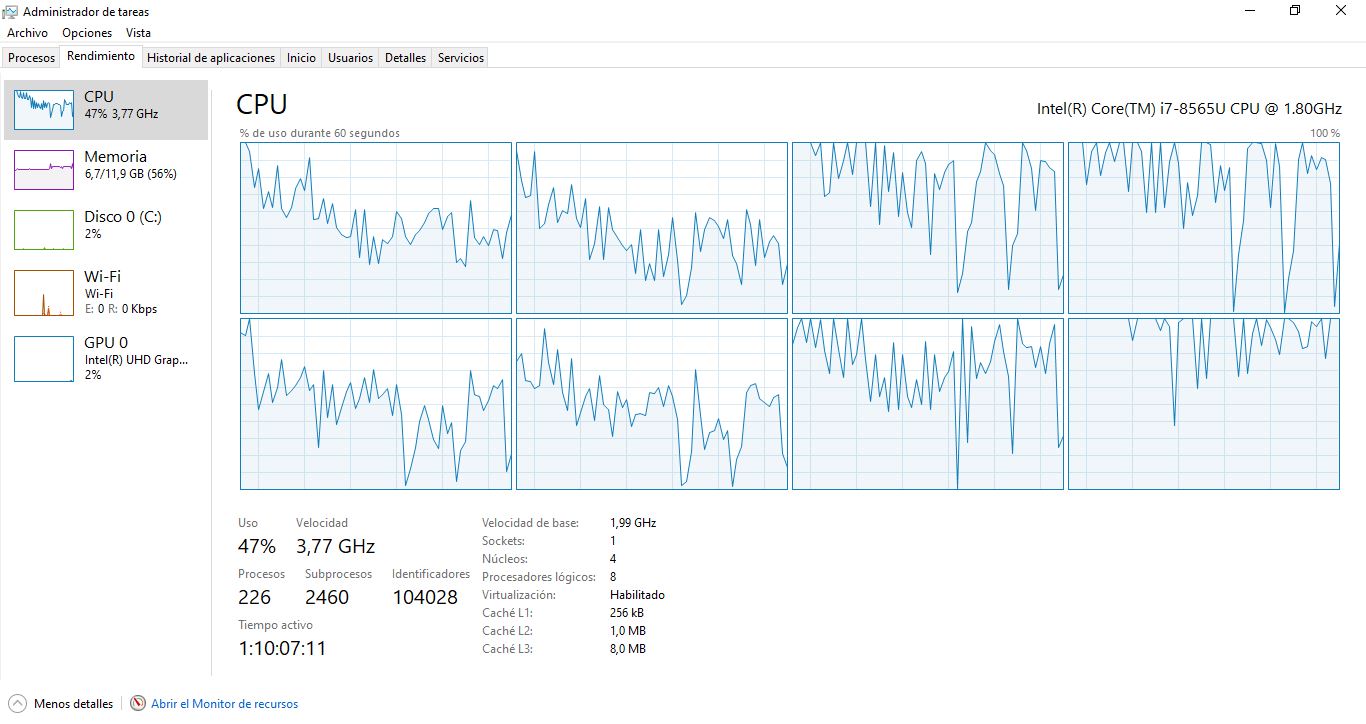 Administrador de tareas
Archivo Opciones Vista
Procesos Rendimiento Historial de aplicaciones Inicio Usuarios Detalles Servicios
CPU
47% 3,77 GHz
Memoria
6,7/11,9 GB (56%)
Disco 0 (C:)
2%
Wi-Fi
Wi-Fi
E: 0 R: 0 Kbps
GPU 0
Intel(R) UHD Grap...
2%
CPU
Intel(R) Core(TM) i7-8565U CPU @ 1.80GHz
% de uso durante 60 segundos
100 %
Uso Velocidad
47% 3,77 GHz
Procesos Subprocesos Identificadores
226 2460 104028
Tiempo activo
1:10:07:11
Velocidad de base: 1,99 GHz
Sockets: 1
Núcleos: 4
Procesadores lógicos: 8
Virtualización: Habilitado
Caché L1: 256 kB
Caché L2: 1,0 MB
Caché L3: 8,0 MB
Menos detalles Abrir el Monitor de recursos